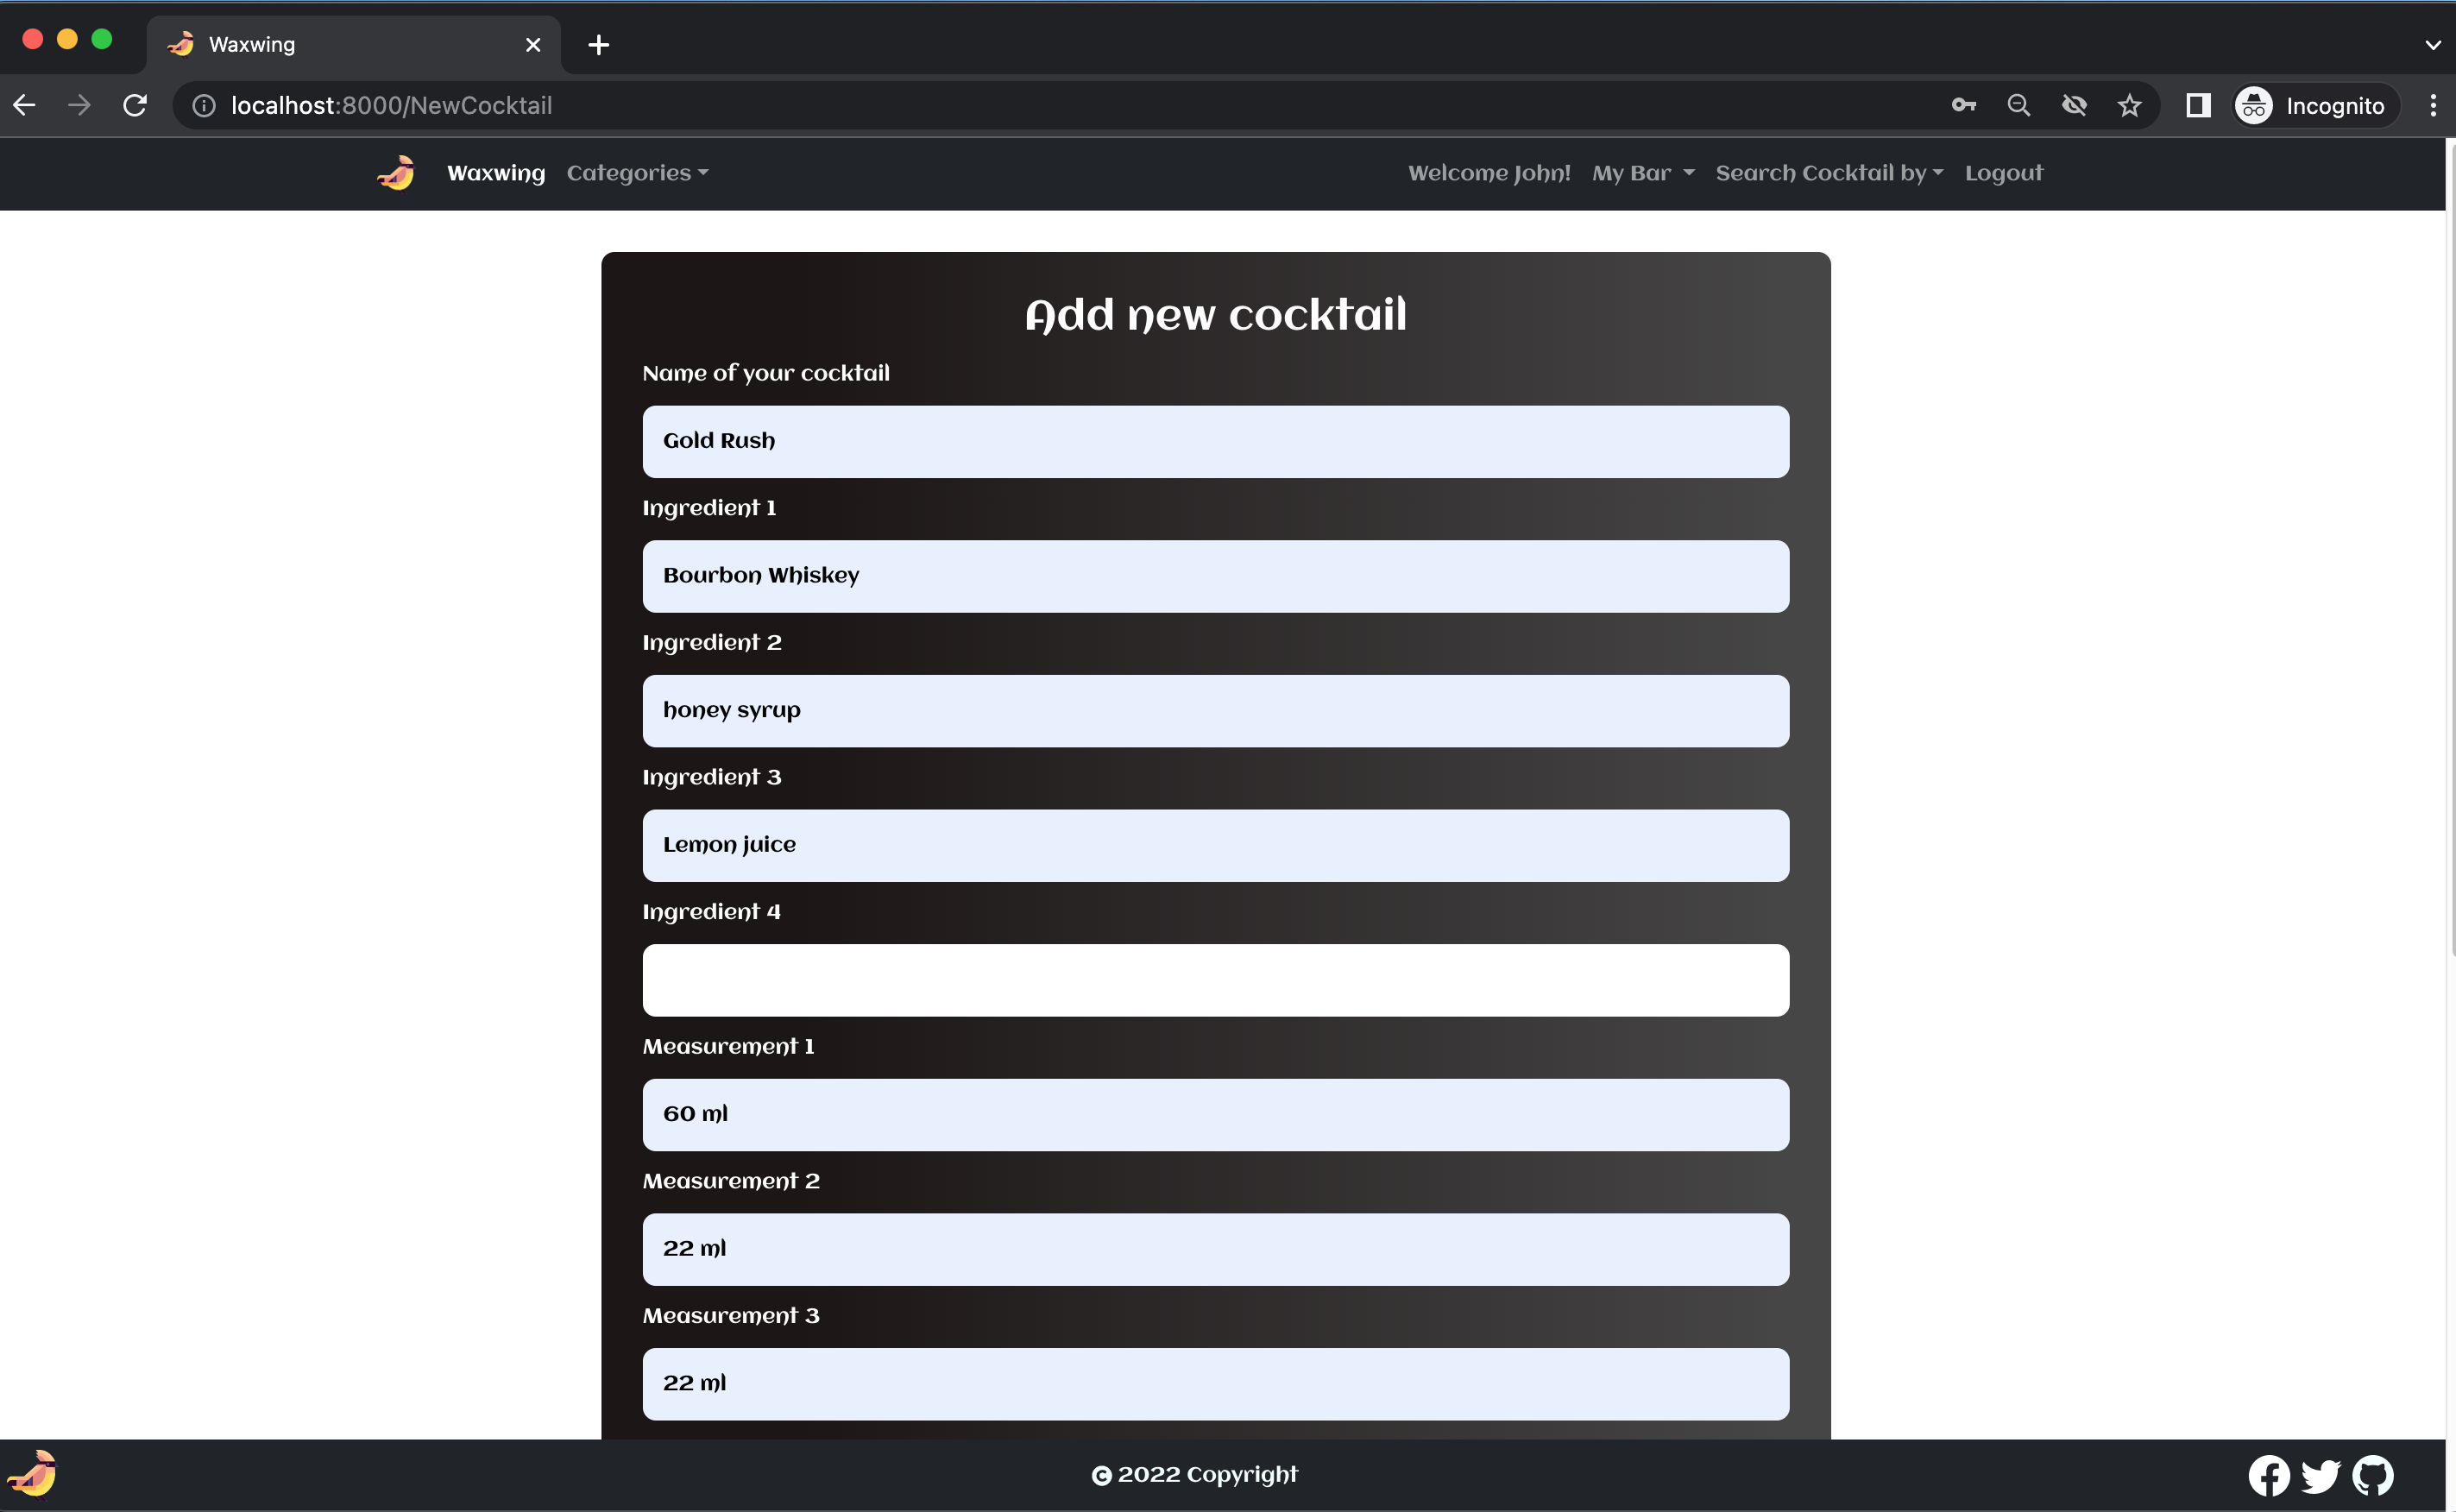 Waxwing
localhost:8000/NewCocktail
Incognito
Waxwing Categories Welcome John! My Bar Search Cocktail by Logout
Add new cocktail
Name of your cocktail
Gold Rush
Ingredient 1
Bourbon Whiskey
Ingredient 2
honey syrup
Ingredient 3
Lemon juice
Ingredient 4
Measurement 1
60 ml
Measurement 2
22 ml
Measurement 3
22 ml
© 2022 Copyright